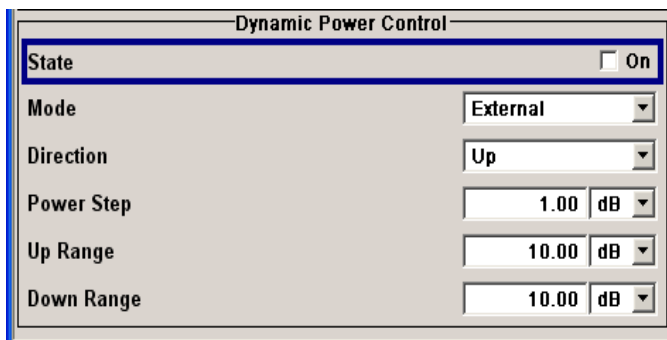 Dynamic Power Control
State On
Mode External
Direction Up
Power Step 1.00 dB
Up Range 10.00 dB
Down Range 10.00 dB